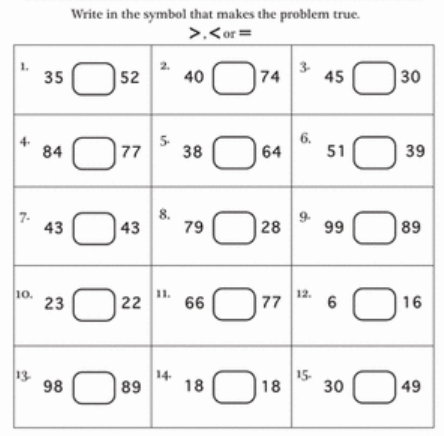 Write in the symbol that makes the problem true.
>,< or =
1. 35 52 2. 40 74 3. 45 30
4. 84 77 5. 38 64 6. 51 39
7. 43 43 8. 79 28 9. 99 89
10. 23 22 11. 66 77 12. 6 16
13. 98 89 14. 18 18 15. 30 49